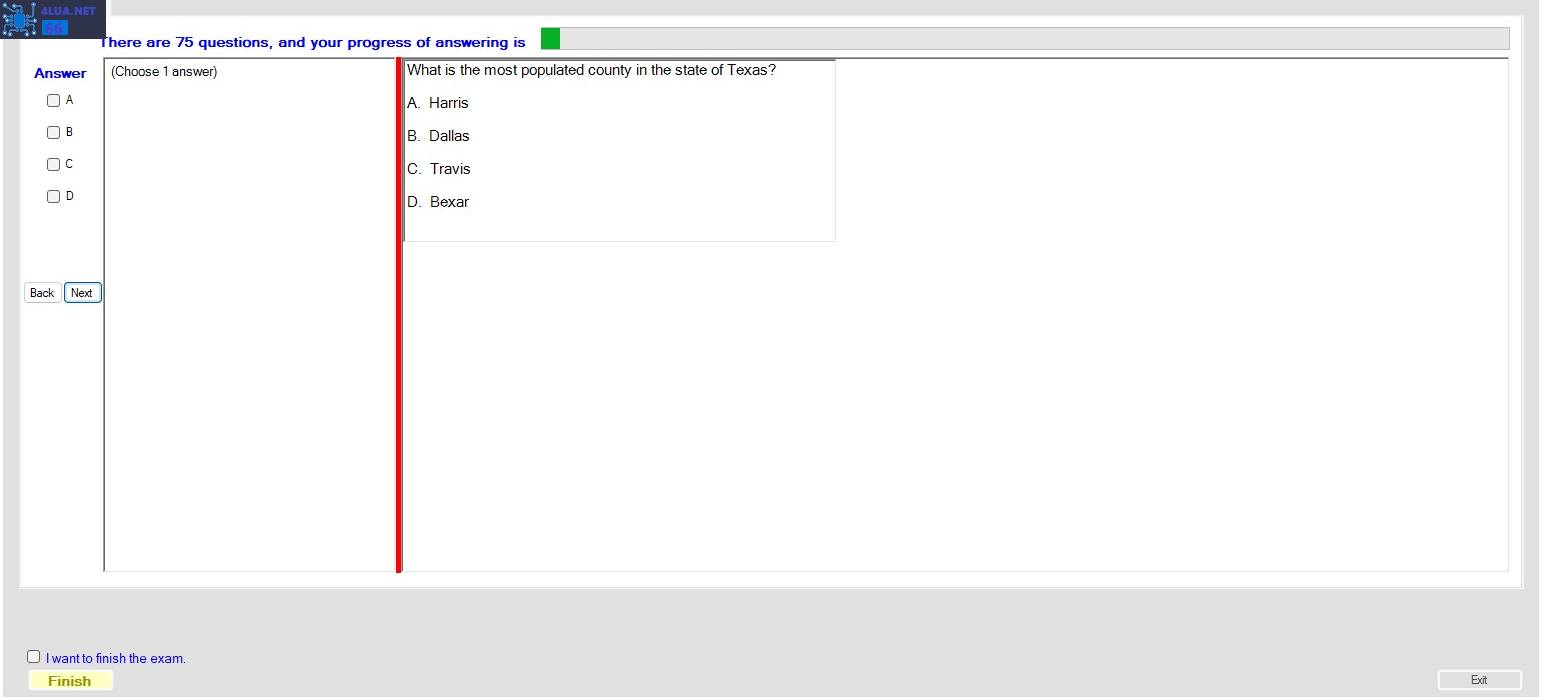 4LUA.NET
66
There are 75 questions, and your progress of answering is
Answer
(Choose 1 answer)
What is the most populated county in the state of Texas?
A
A. Harris
B
B. Dallas
C
C. Travis
D
D. Bexar
Back Next
I want to finish the exam.
Finish
Exit